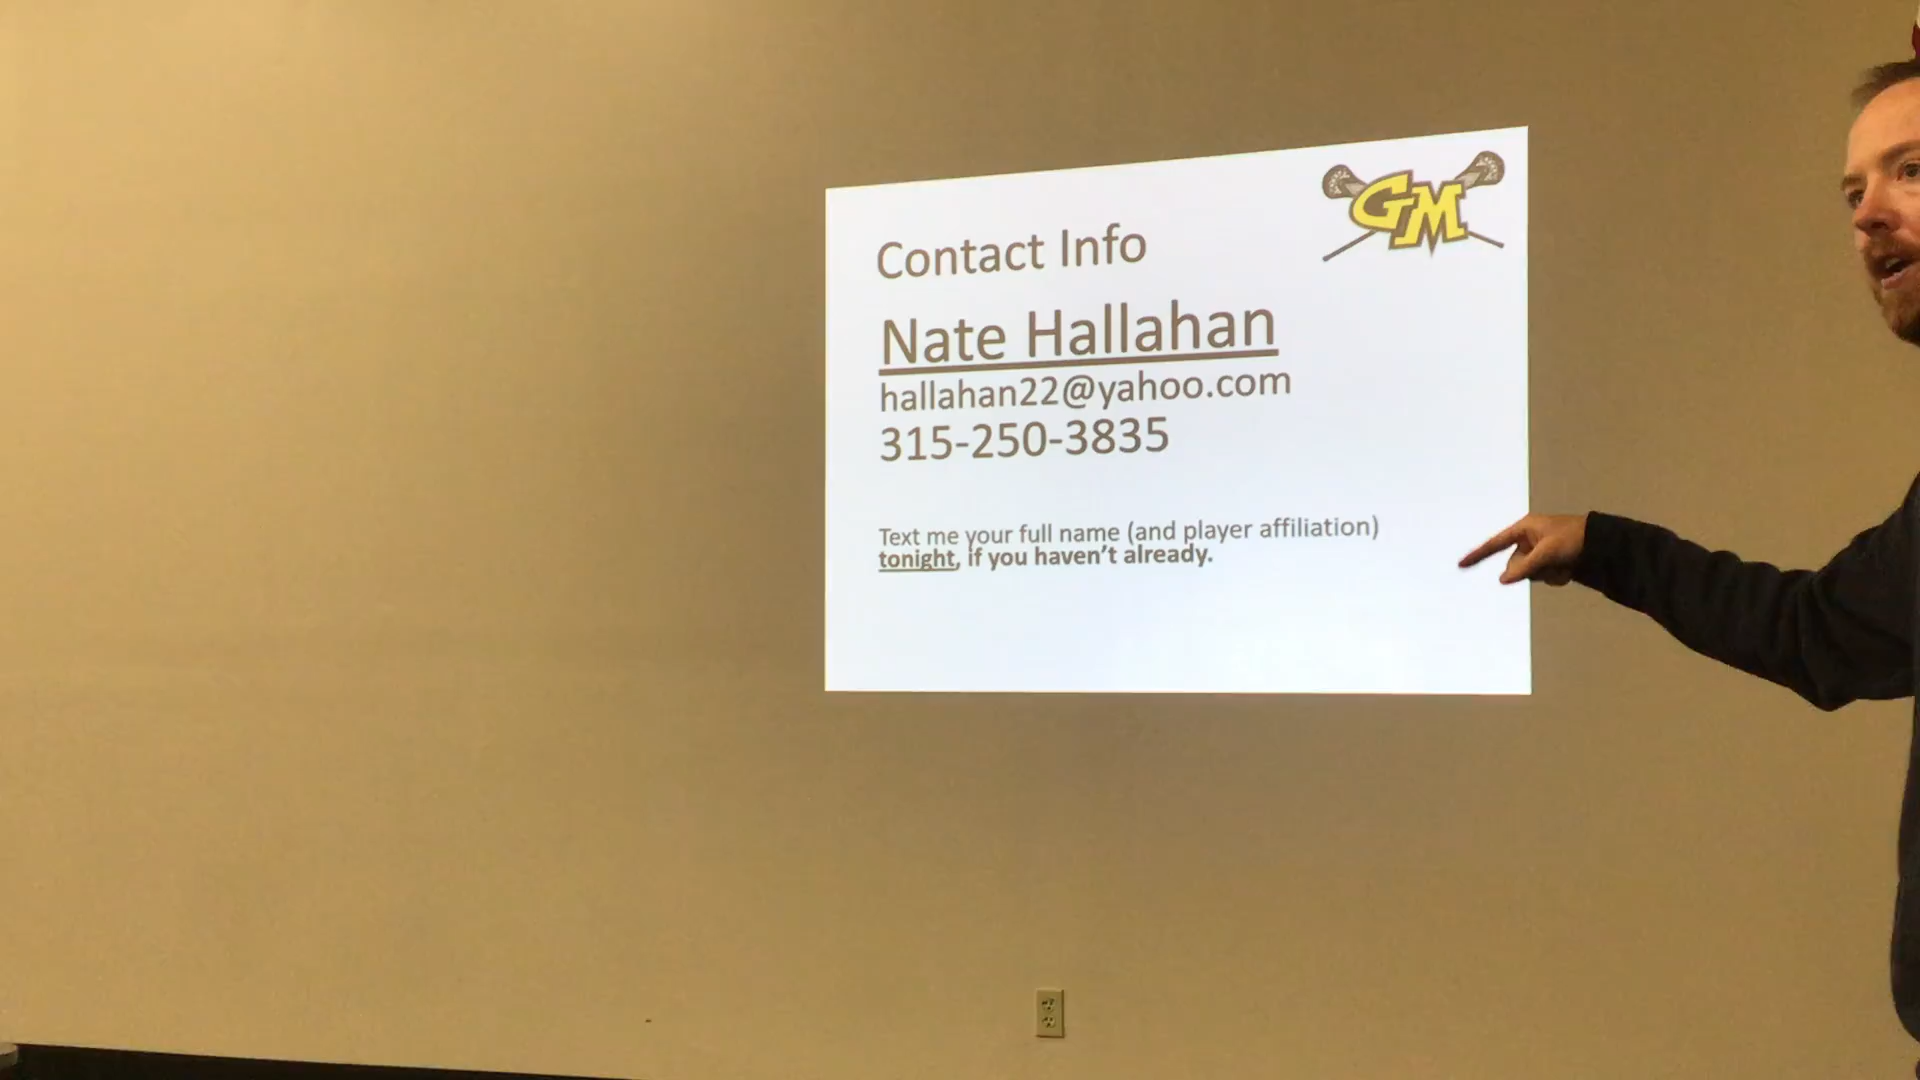 GM
Contact Info
Nate Hallahan
hallahan22@yahoo.com
315-250-3835
Text me your full name (and player affiliation)
tonight, if you haven't already.